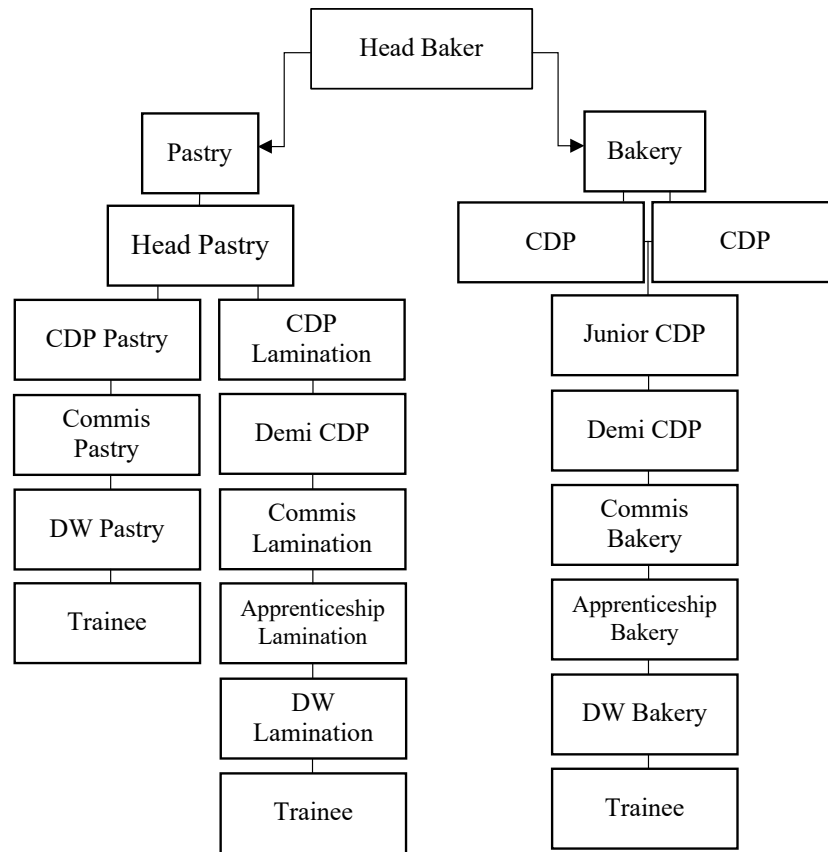 Head Baker
Pastry
Bakery
Head Pastry
CDP
CDP
CDP Pastry
CDP
Lamination
Junior CDP
Commis
Pastry
Demi CDP
Demi CDP
DW Pastry
Commis
Lamination
Commis
Bakery
Trainee
Apprenticeship
Lamination
Apprenticeship
Bakery
DW
Lamination
DW Bakery
Trainee
Trainee